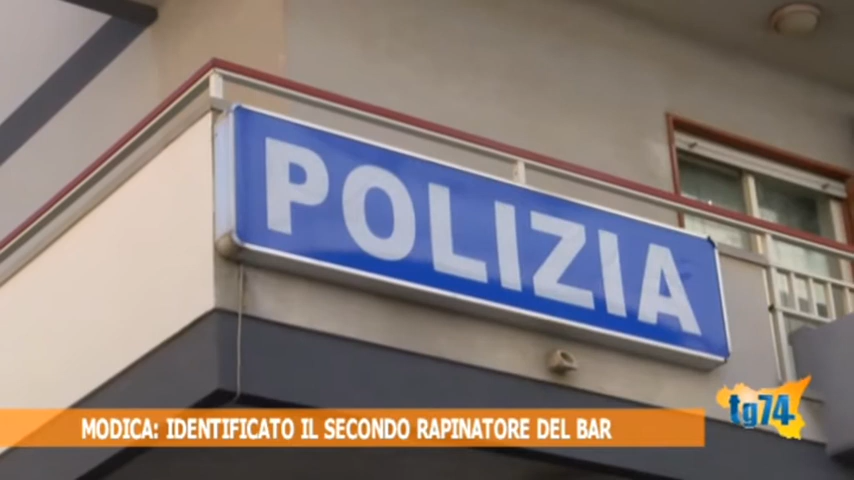 POLIZIA
tg74
MODICA: IDENTIFICATO IL SECONDO RAPINATORE DEL BAR